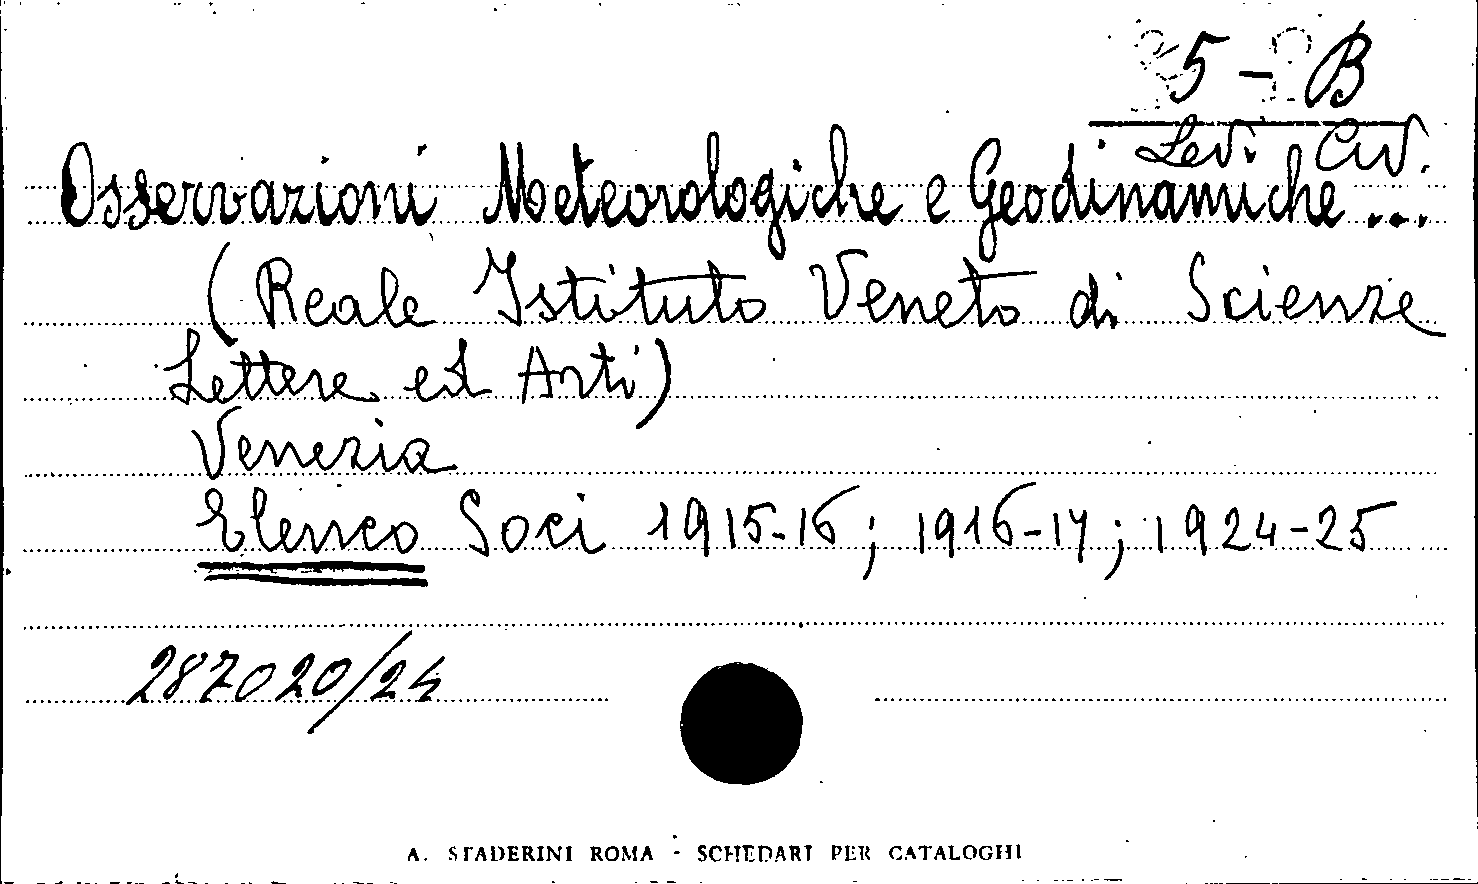 5 - B
Levi Civ.
Osservazioni Meteorologiche e Geodinamiche...
(Reale Istituto Veneto di Scienze
Lettere ed Arti)
Venezia
Elenco Soci 1915-16; 1916-17; 1924-25
287020/24
A. STADERINI ROMA - SCHEDARI PER CATALOGHI